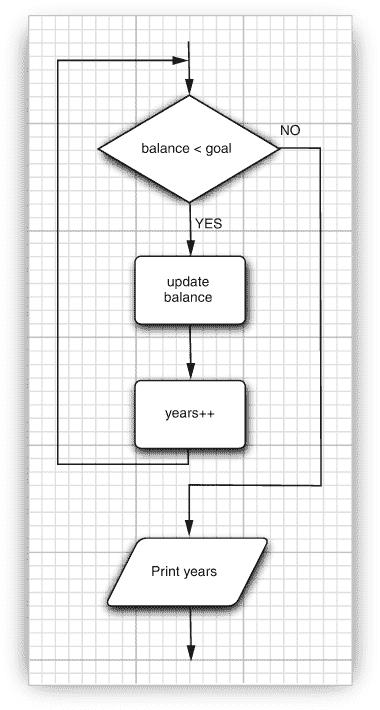 balance < goal
NO
YES
update
balance
years++
Print years